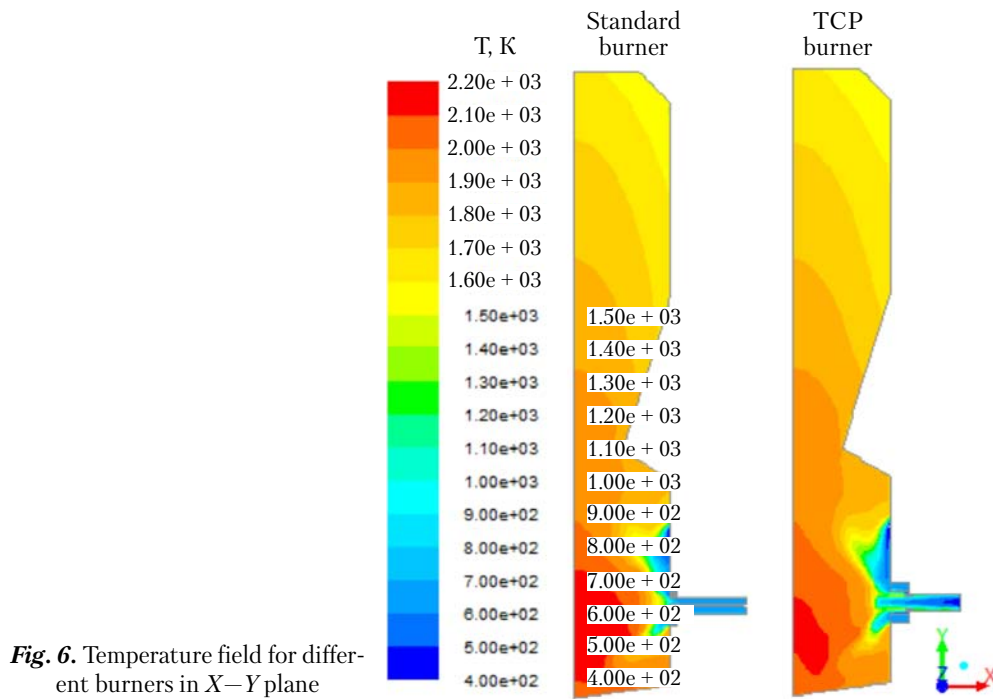 Standard
burner
TCP
burner
T, K
2.20e + 03
2.10e + 03
2.00e + 03
1.90e + 03
1.80e + 03
1.70e + 03
1.60e + 03
1.50e+03 1.50e + 03
1.40e+03 1.40e + 03
1.30e+03 1.30e + 03
1.20e+03 1.20e + 03
1.10e+03 1.10e + 03
1.00e+03 1.00e + 03
9.00e+02 9.00e + 02
8.00e+02 8.00e + 02
7.00e+02 7.00e + 02
6.00e+02 6.00e + 02
5.00e+02 5.00e + 02
4.00e+02 4.00e + 02
Y
Z
X
Fig. 6. Temperature field for differ-
ent burners in X—Y plane